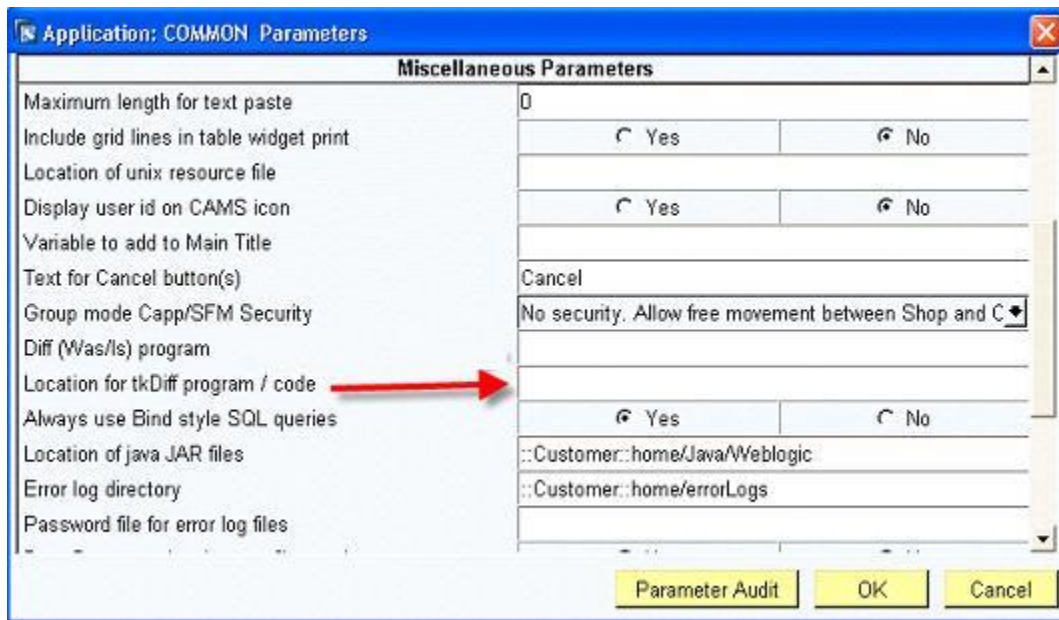 Application: COMMON Parameters
Miscellaneous Parameters
Maximum length for text paste 0
Include grid lines in table widget print Yes No
Location of unix resource file
Display user id on CAMS icon Yes No
Variable to add to Main Title
Text for Cancel button(s) Cancel
Group mode Capp/SFM Security No security. Allow free movement between Shop and C
Diff (Was/Is) program
Location for tkDiff program / code
Always use Bind style SQL queries Yes No
Location of java JAR files ::Customer::home/Java/Weblogic
Error log directory ::Customer::home/errorLogs
Password file for error log files
Parameter Audit OK Cancel